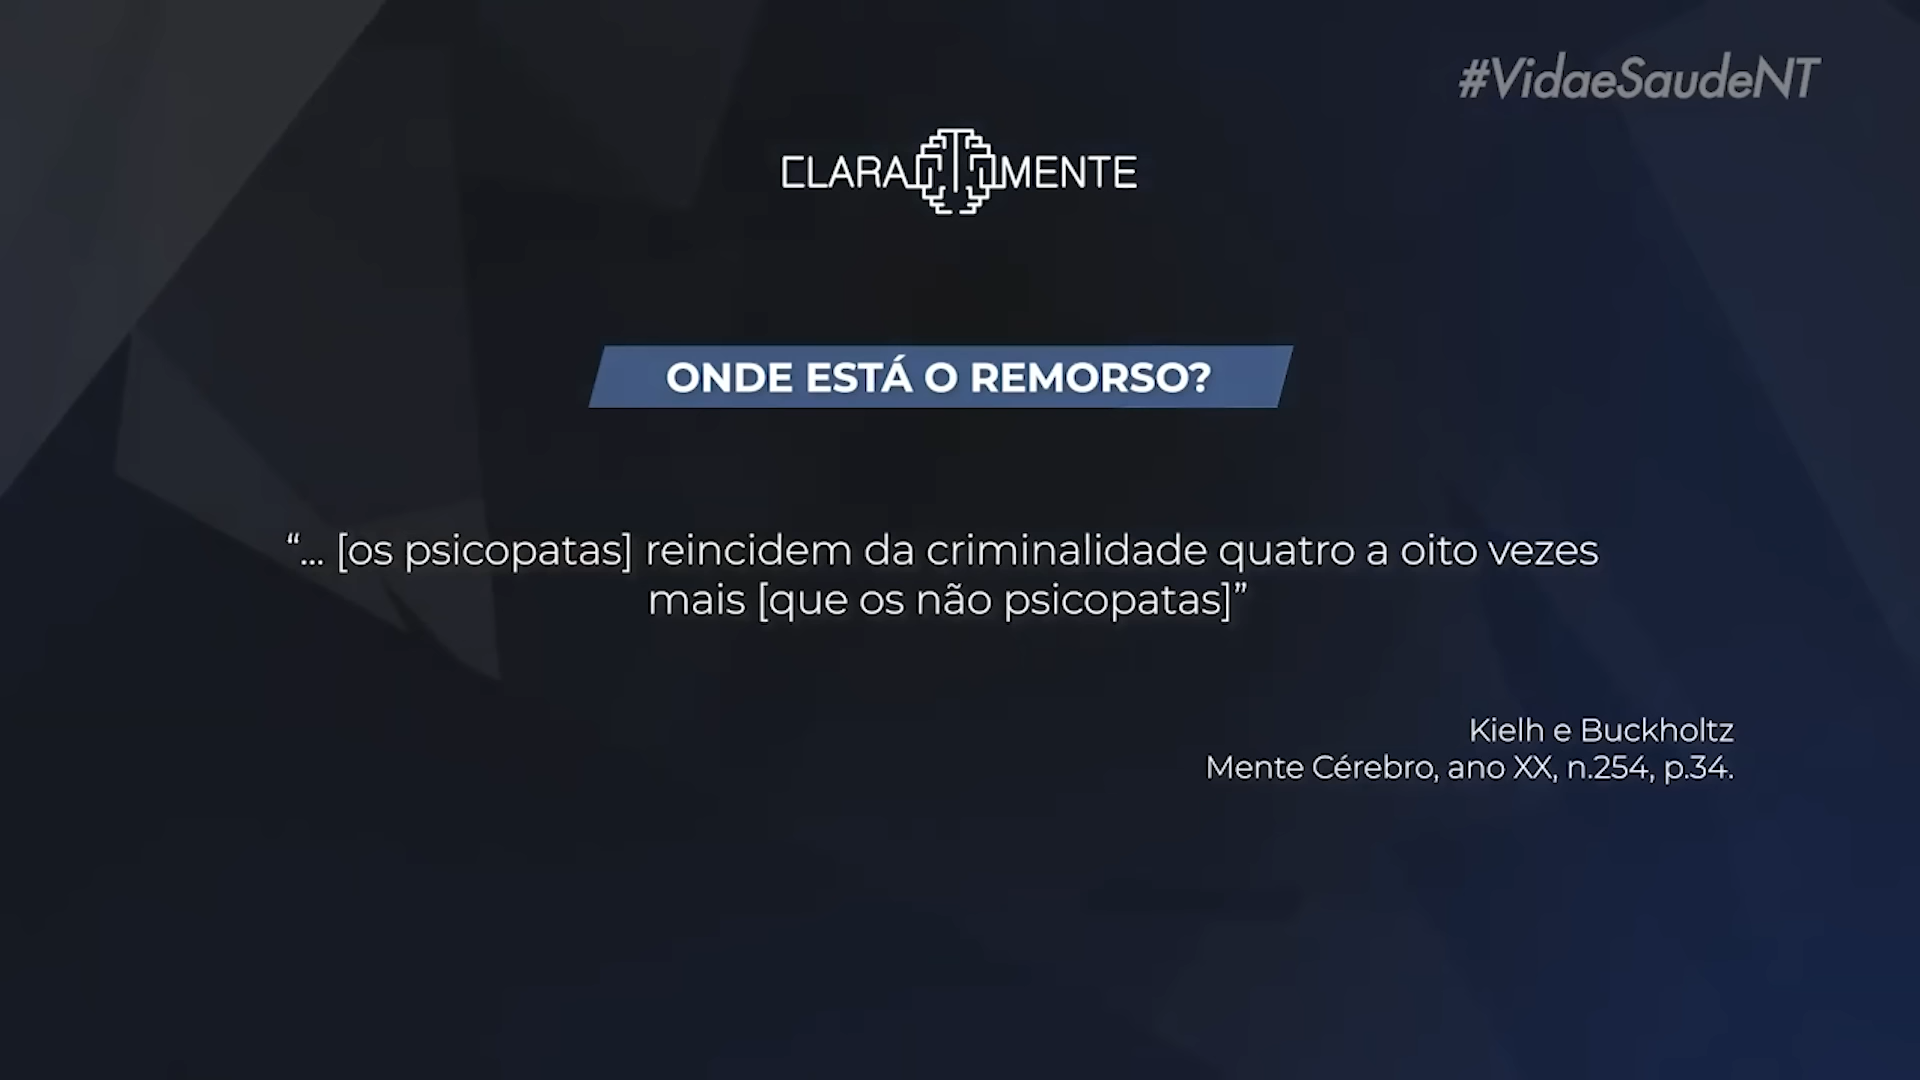 #VidaeSaudeNT
CLARAMENTE
ONDE ESTÁ O REMORSO?
“... [os psicopatas] reincidem da criminalidade quatro a oito vezes
mais [que os não psicopatas]”
Kielh e Buckholtz
Mente Cérebro, ano XX, n.254, p.34.